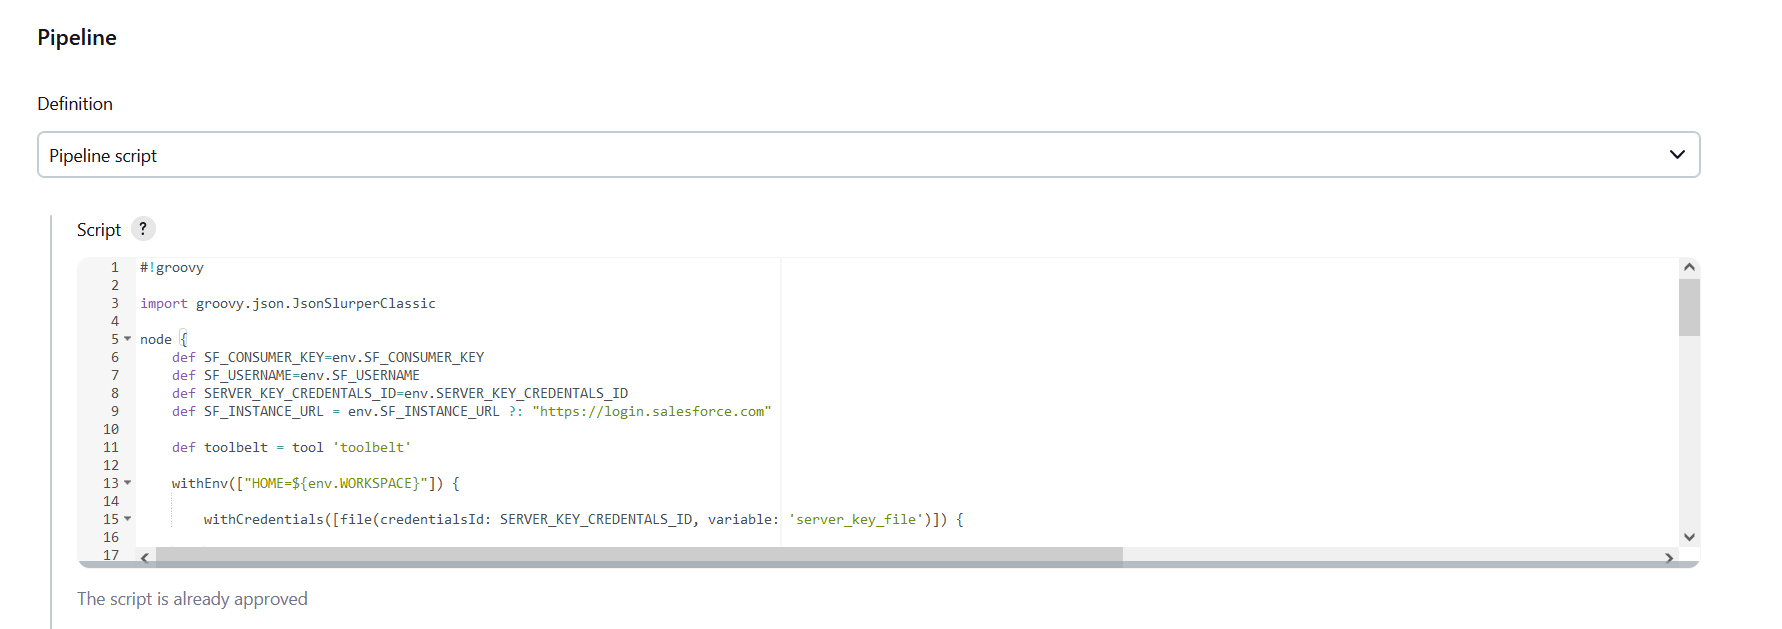 Pipeline
Definition
Pipeline script
Script ?
1 #!groovy
2
3 import groovy.json.JsonSlurperClassic
4
5 node {
6 def SF_CONSUMER_KEY=env.SF_CONSUMER_KEY
7 def SF_USERNAME=env.SF_USERNAME
8 def SERVER_KEY_CREDENTALS_ID=env.SERVER_KEY_CREDENTALS_ID
9 def SF_INSTANCE_URL = env.SF_INSTANCE_URL ?: "https://login.salesforce.com"
10
11 def toolbelt = tool 'toolbelt'
12
13 withEnv(["HOME=${env.WORKSPACE}"]) {
14
15 withCredentials([file(credentialsId: SERVER_KEY_CREDENTALS_ID, variable: 'server_key_file')]) {
16
17
The script is already approved